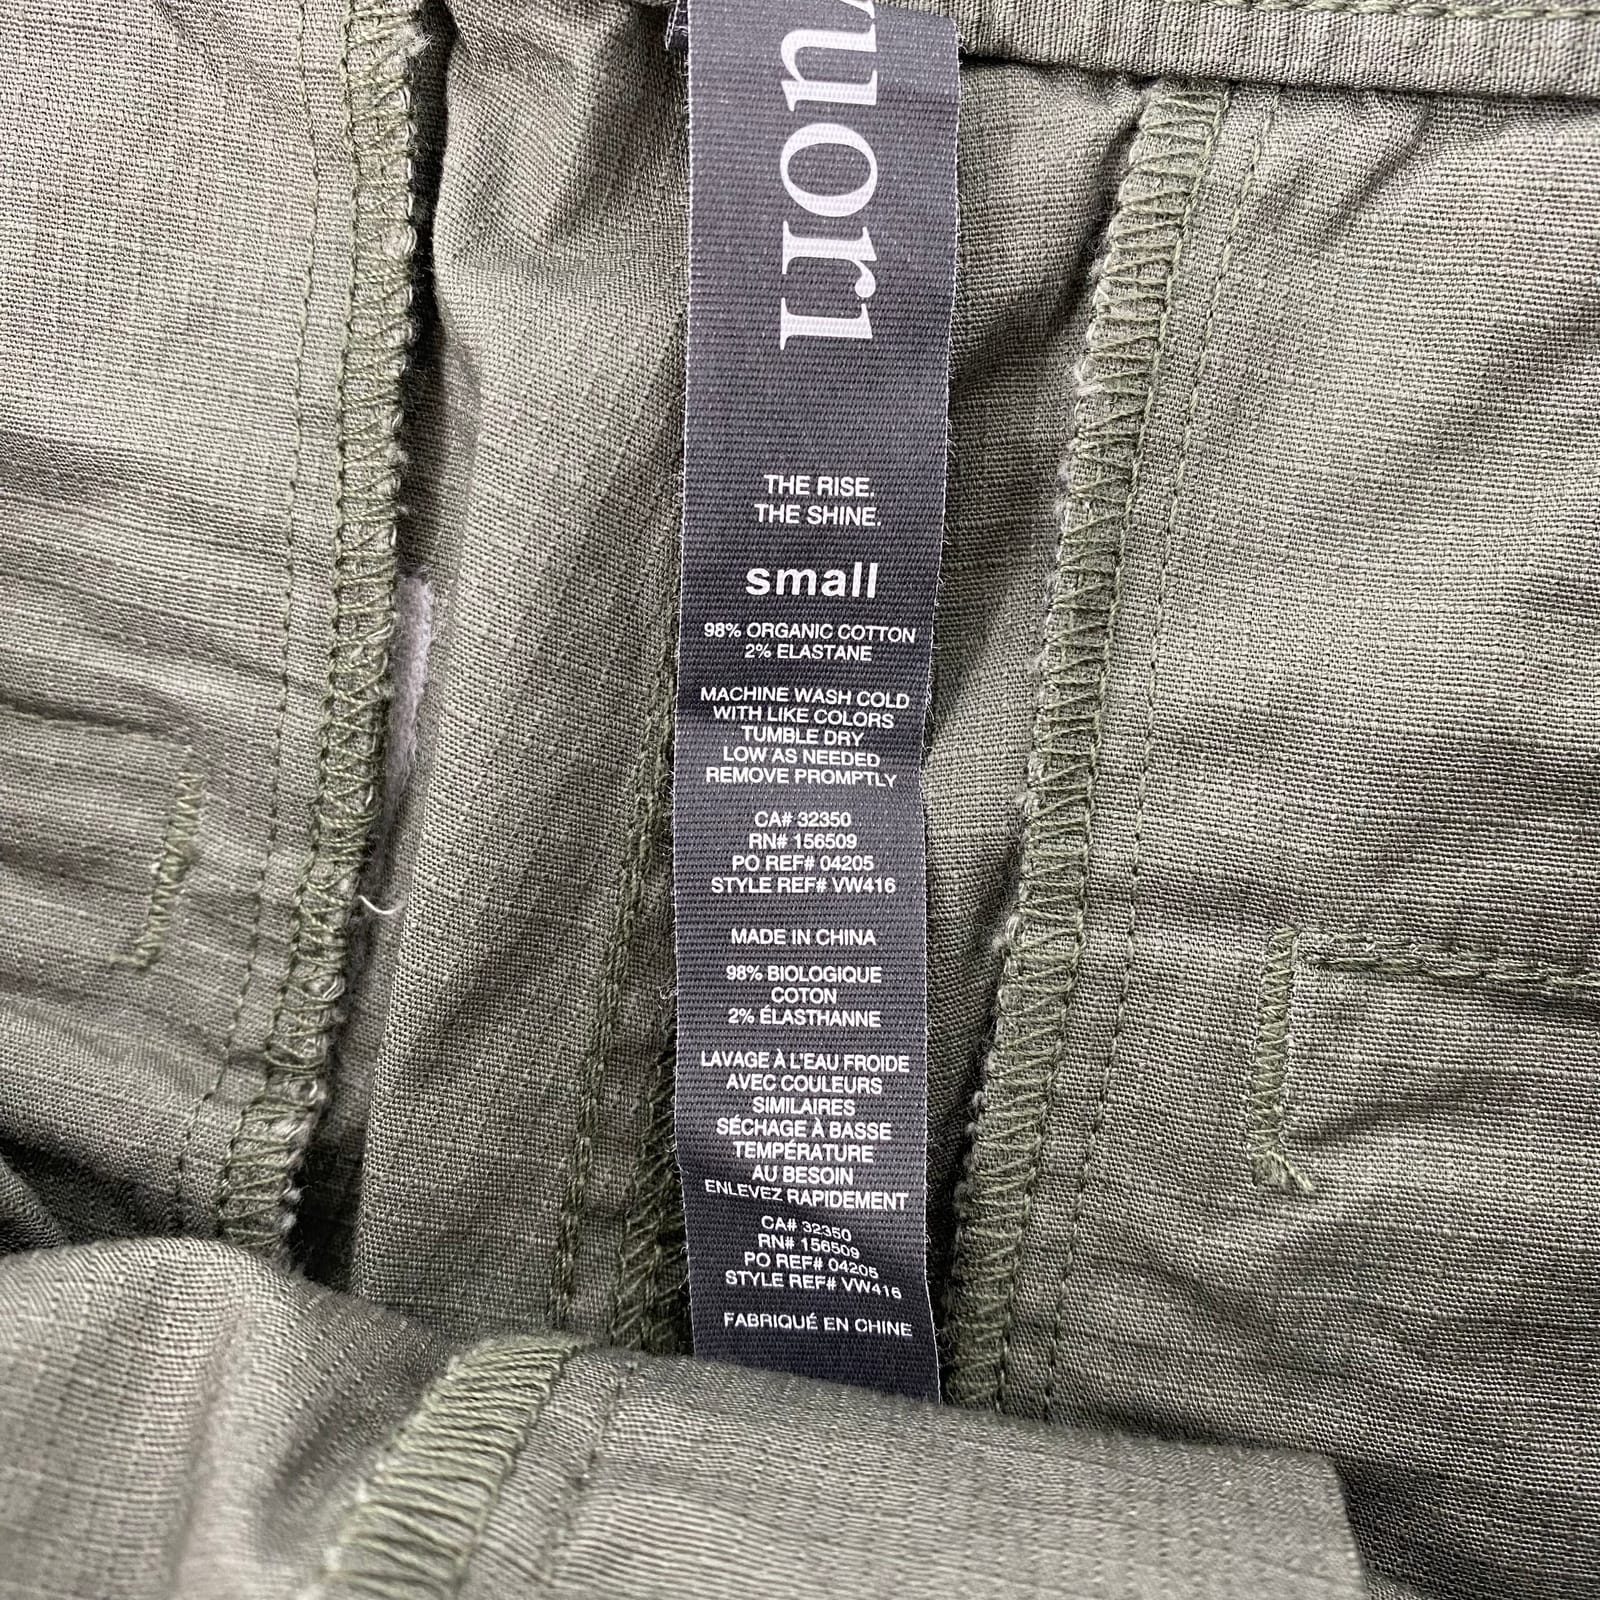 vuori
THE RISE.
THE SHINE.
small
98% ORGANIC COTTON
2% ELASTANE
MACHINE WASH COLD
WITH LIKE COLORS
TUMBLE DRY
LOW AS NEEDED
REMOVE PROMPTLY
CA# 32350
RN# 156509
PO REF# 04205
STYLE REF# VW416
MADE IN CHINA
98% BIOLOGIQUE
COTON
2% ÉLASTHANNE
LAVAGE À L'EAU FROIDE
AVEC COULEURS
SIMILAIRES
SÉCHAGE À BASSE
TEMPÉRATURE
AU BESOIN
ENLEVEZ RAPIDEMENT
CA# 32350
RN# 156509
PO REF# 04205
STYLE REF# VW416
FABRIQUÉ EN CHINE